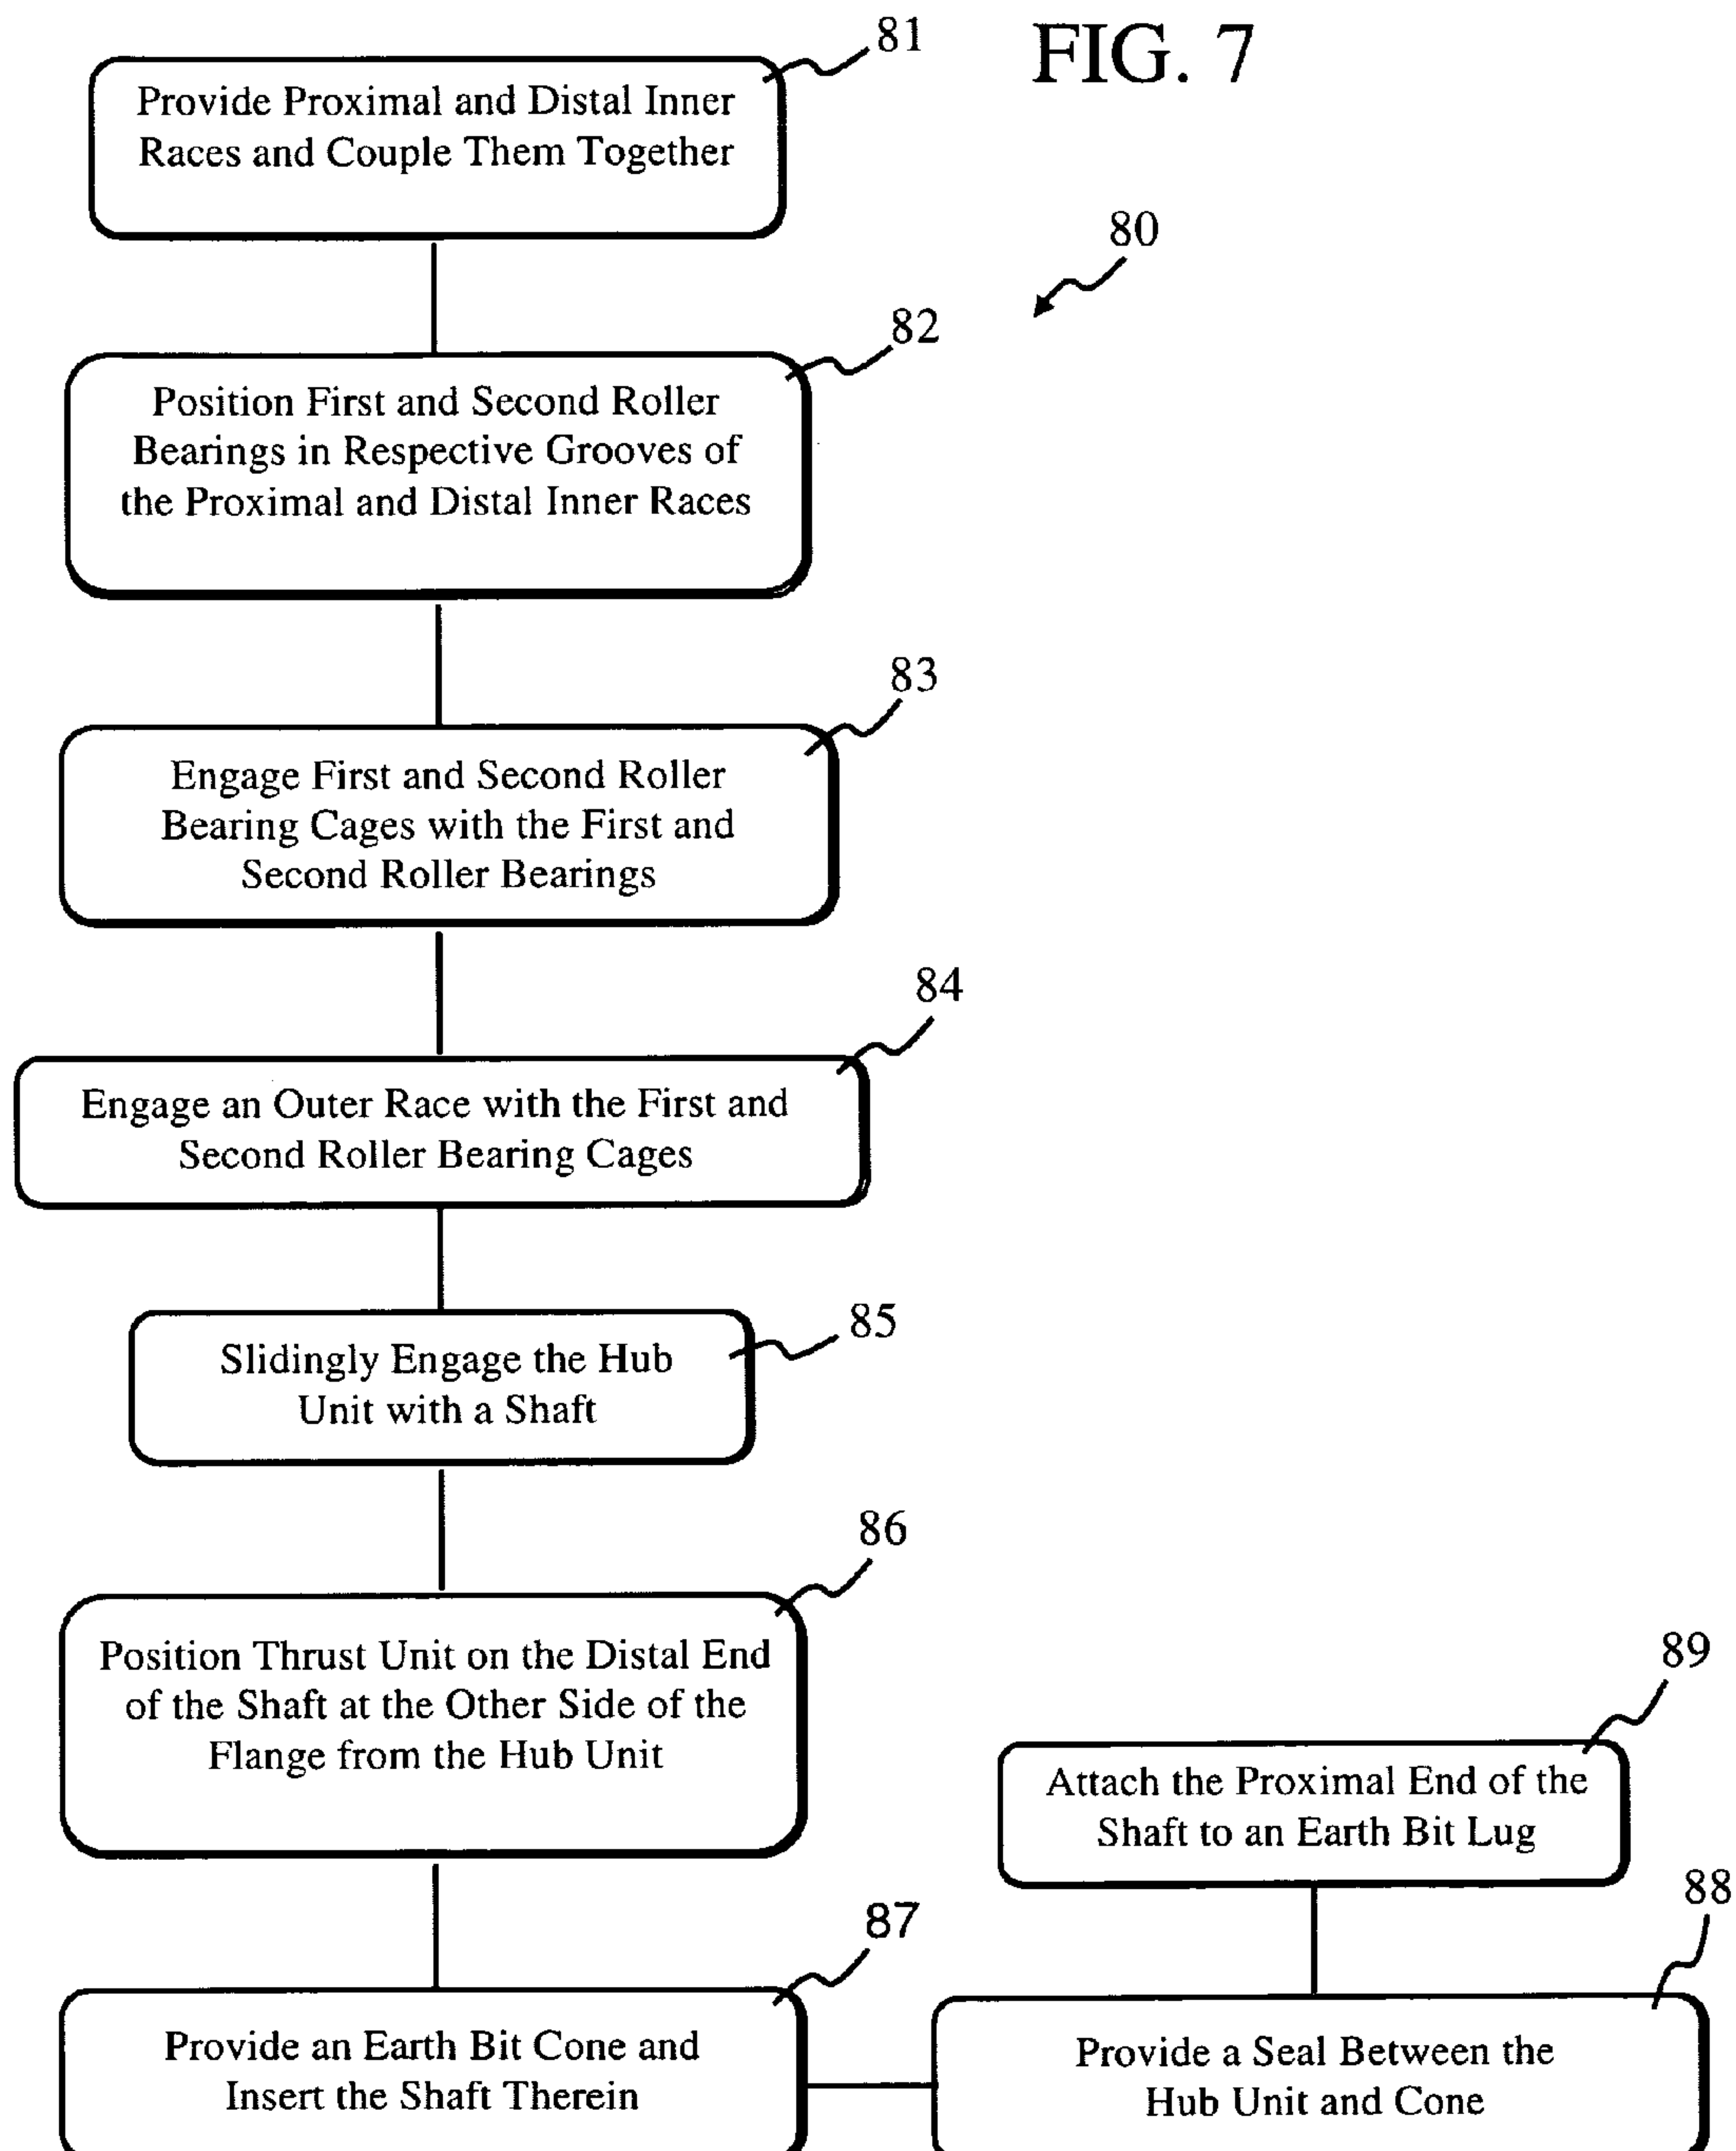 FIG. 7
80
81
Provide Proximal and Distal Inner
Races and Couple Them Together
82
Position First and Second Roller
Bearings in Respective Grooves of
the Proximal and Distal Inner Races
83
Engage First and Second Roller
Bearing Cages with the First and
Second Roller Bearings
84
Engage an Outer Race with the First and
Second Roller Bearing Cages
85
Slidingly Engage the Hub
Unit with a Shaft
86
Position Thrust Unit on the Distal End
of the Shaft at the Other Side of the
Flange from the Hub Unit
87
Provide an Earth Bit Cone and
Insert the Shaft Therein
88
Provide a Seal Between the
Hub Unit and Cone
89
Attach the Proximal End of the
Shaft to an Earth Bit Lug